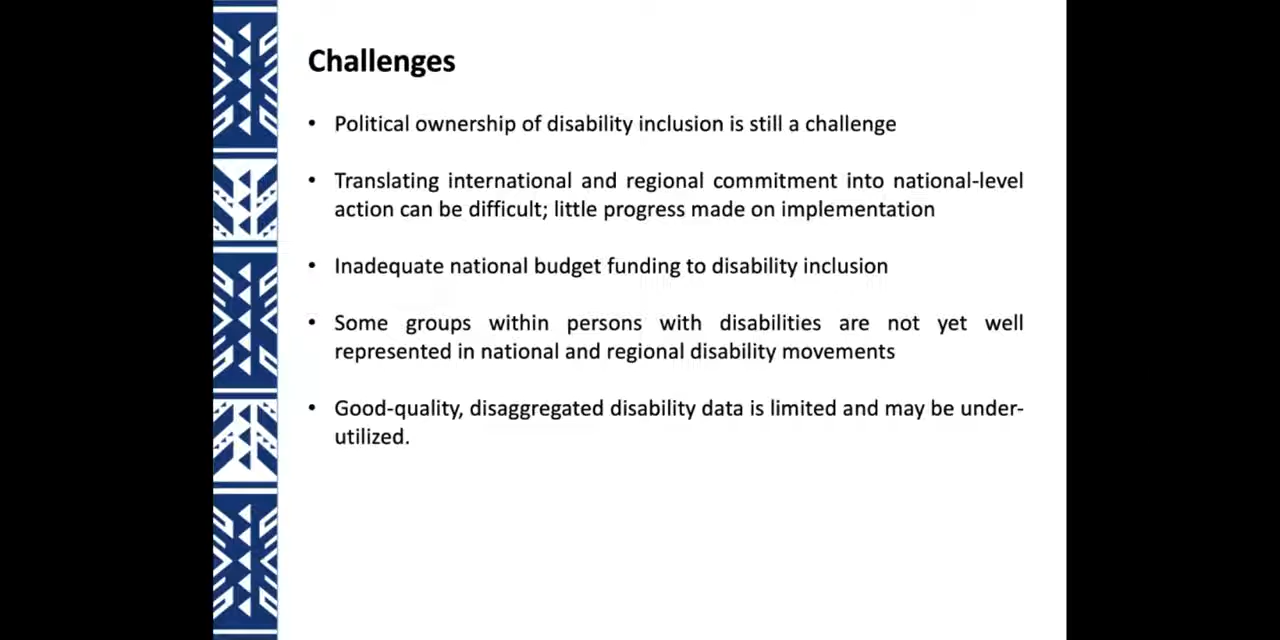 Challenges
• Political ownership of disability inclusion is still a challenge
• Translating international and regional commitment into national-level
action can be difficult; little progress made on implementation
• Inadequate national budget funding to disability inclusion
• Some groups within persons with disabilities are not yet well
represented in national and regional disability movements
• Good-quality, disaggregated disability data is limited and may be under-
utilized.